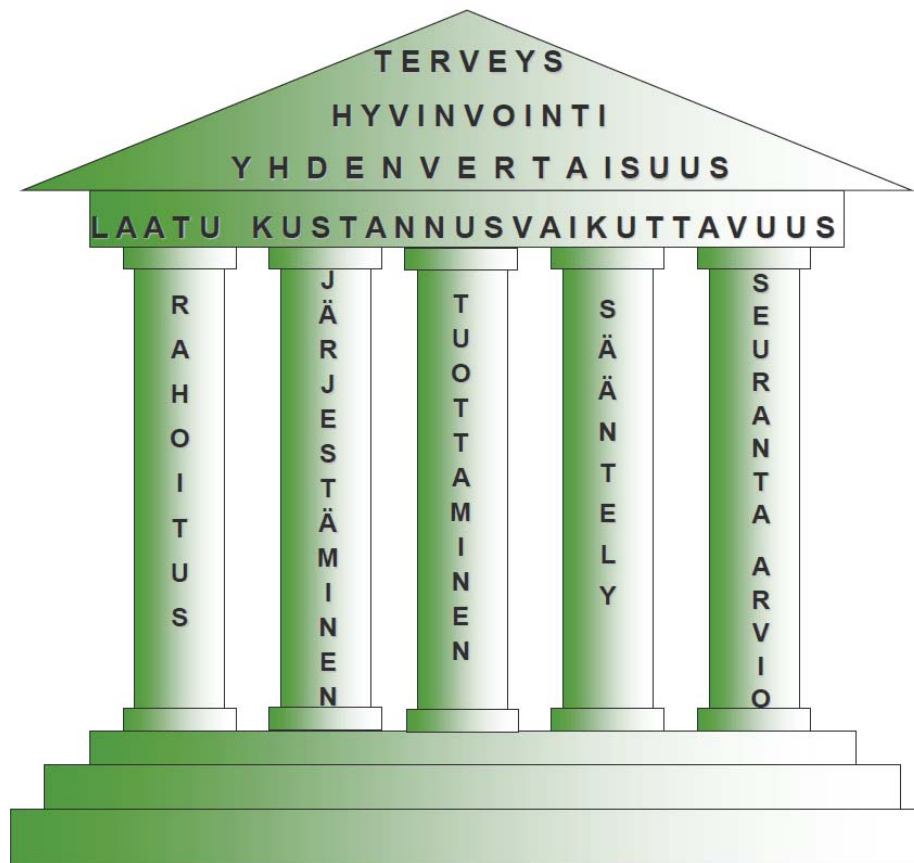 TERVEYS
HYVINVOINTI
YHDENVERTAISUUS
LAATU KUSTANNUSVAIKUTTAVUUS
RAHOITUS
JÄRJESTÄMINEN
TUOTTAMINEN
SÄÄNTELY
SEURANTA ARVIO